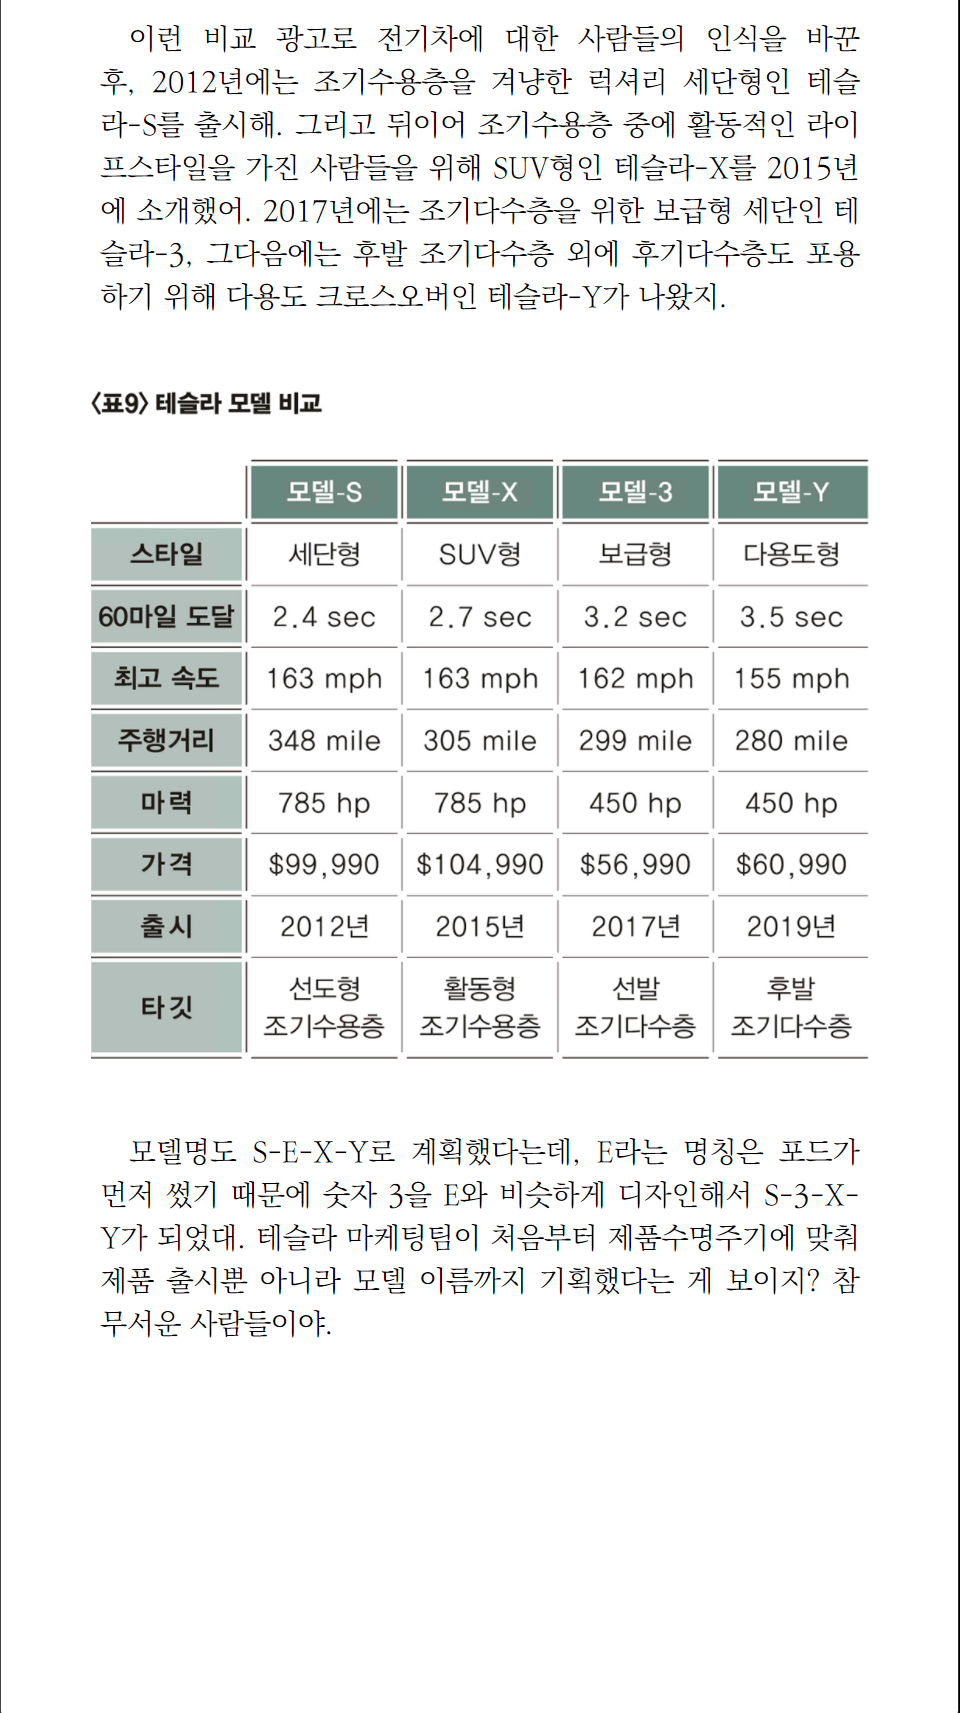 이런 비교 광고로 전기차에 대한 사람들의 인식을 바꾼
후, 2012년에는 조기수용층을 겨냥한 럭셔리 세단형인 테슬
라-S를 출시해. 그리고 뒤이어 조기수용층 중에 활동적인 라이
프스타일을 가진 사람들을 위해 SUV형인 테슬라-X를 2015년
에 소개했어. 2017년에는 조기다수층을 위한 보급형 세단인 테
슬라-3, 그다음에는 후발 조기다수층 외에 후기다수층도 포용
하기 위해 다용도 크로스오버인 테슬라-Y가 나왔지.
〈표9〉 테슬라 모델 비교
모델-S 모델-X 모델-3 모델-Y
스타일 세단형 SUV형 보급형 다용도형
60마일 도달 2.4 sec 2.7 sec 3.2 sec 3.5 sec
최고 속도 163 mph 163 mph 162 mph 155 mph
주행거리 348 mile 305 mile 299 mile 280 mile
마력 785 hp 785 hp 450 hp 450 hp
가격 $99,990 $104,990 $56,990 $60,990
출시 2012년 2015년 2017년 2019년
타깃 선도형 조기수용층 활동형 조기수용층 선발 조기다수층 후발 조기다수층
모델명도 S-E-X-Y로 계획했다는데, E라는 명칭은 포드가
먼저 썼기 때문에 숫자 3을 E와 비슷하게 디자인해서 S-3-X-
Y가 되었대. 테슬라 마케팅팀이 처음부터 제품수명주기에 맞춰
제품 출시뿐 아니라 모델 이름까지 기획했다는 게 보이지? 참
무서운 사람들이야.